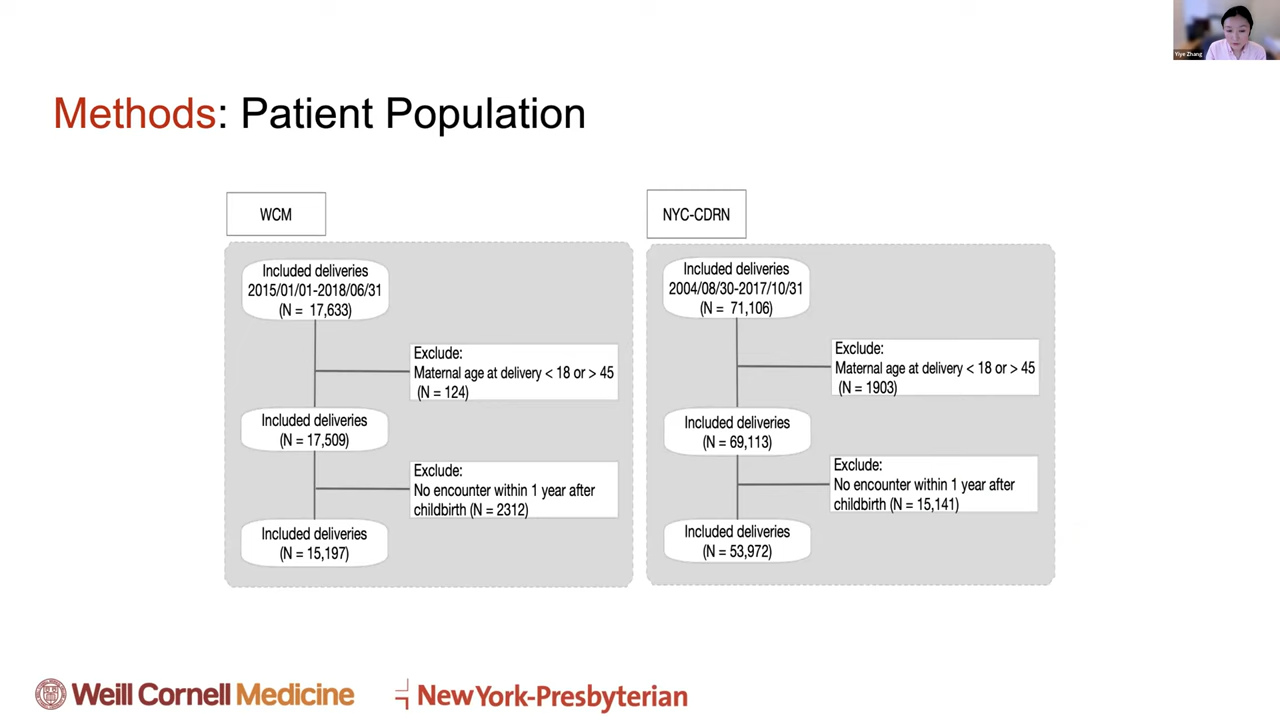 Yiye Zhang
Methods: Patient Population
WCM
Included deliveries
2015/01/01-2018/06/31
(N = 17,633)
Exclude:
Maternal age at delivery < 18 or > 45
(N = 124)
Included deliveries
(N = 17,509)
Exclude:
No encounter within 1 year after
childbirth (N = 2312)
Included deliveries
(N = 15,197)
NYC-CDRN
Included deliveries
2004/08/30-2017/10/31
(N = 71,106)
Exclude:
Maternal age at delivery < 18 or > 45
(N = 1903)
Included deliveries
(N = 69,113)
Exclude:
No encounter within 1 year after
childbirth (N = 15,141)
Included deliveries
(N = 53,972)
Weill Cornell Medicine
NewYork-Presbyterian